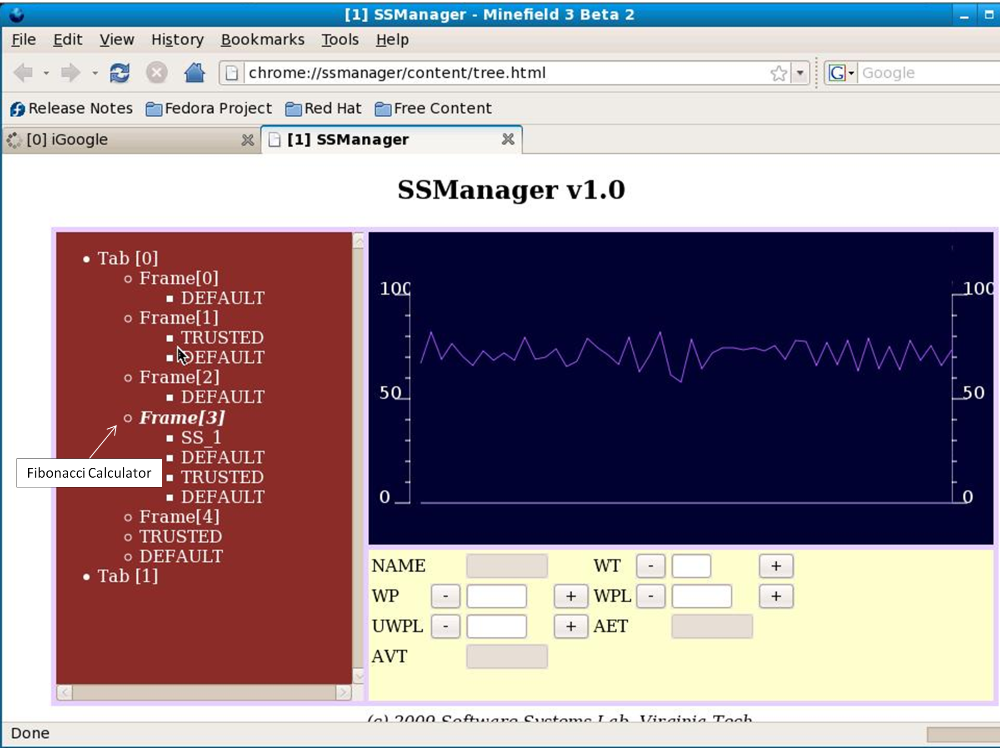 [1] SSManager - Minefield 3 Beta 2
File Edit View History Bookmarks Tools Help
chrome://ssmanager/content/tree.html
G Google
Release Notes Fedora Project Red Hat Free Content
[0] iGoogle [1] SSManager
SSManager v1.0
Tab [0]
Frame[0]
DEFAULT
Frame[1]
TRUSTED
DEFAULT
Frame[2]
DEFAULT
Frame[3]
SS_1
DEFAULT
TRUSTED
DEFAULT
Frame[4]
TRUSTED
DEFAULT
Tab [1]
Fibonacci Calculator
100 100
50 50
0 0
NAME WT - +
WP - + WPL - +
UWPL - + AET
AVT
(c) 2009 Software Systems Lab, Virginia Tech
Done